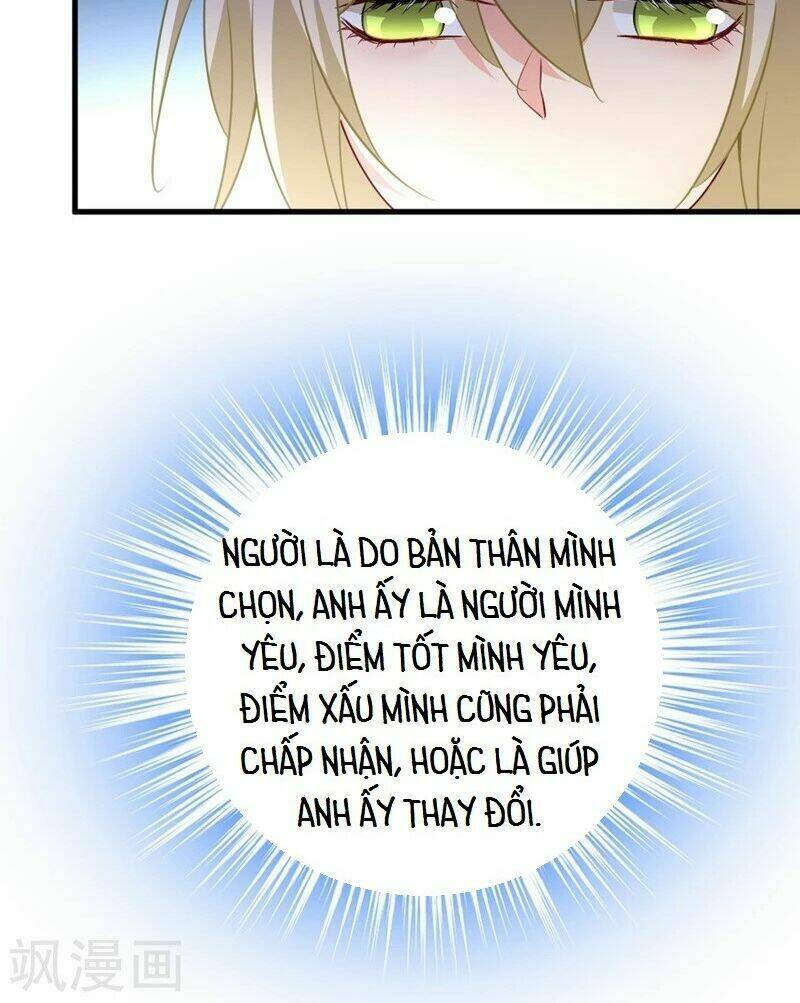 NGƯỜI LÀ DO BẢN THÂN MÌNH
CHỌN, ANH ẤY LÀ NGƯỜI MÌNH
YÊU, ĐIỂM TỐT MÌNH YÊU,
ĐIỂM XẤU MÌNH CŨNG PHẢI
CHẤP NHẬN, HOẶC LÀ GIÚP
ANH ẤY THAY ĐỔI.
飒漫画